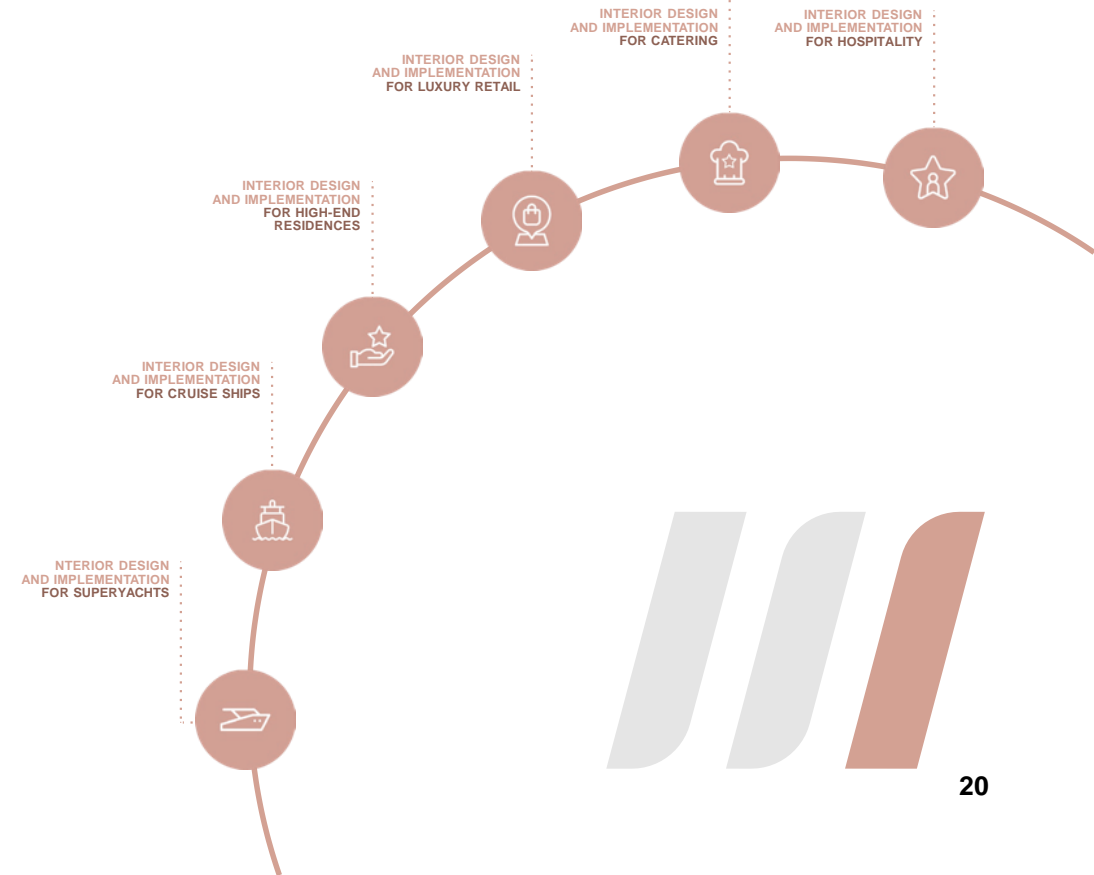 INTERIOR DESIGN
AND IMPLEMENTATION
FOR CATERING
INTERIOR DESIGN
AND IMPLEMENTATION
FOR HOSPITALITY
INTERIOR DESIGN
AND IMPLEMENTATION
FOR LUXURY RETAIL
INTERIOR DESIGN
AND IMPLEMENTATION
FOR HIGH-END
RESIDENCES
INTERIOR DESIGN
AND IMPLEMENTATION
FOR CRUISE SHIPS
NTERIOR DESIGN
AND IMPLEMENTATION
FOR SUPERYACHTS
20